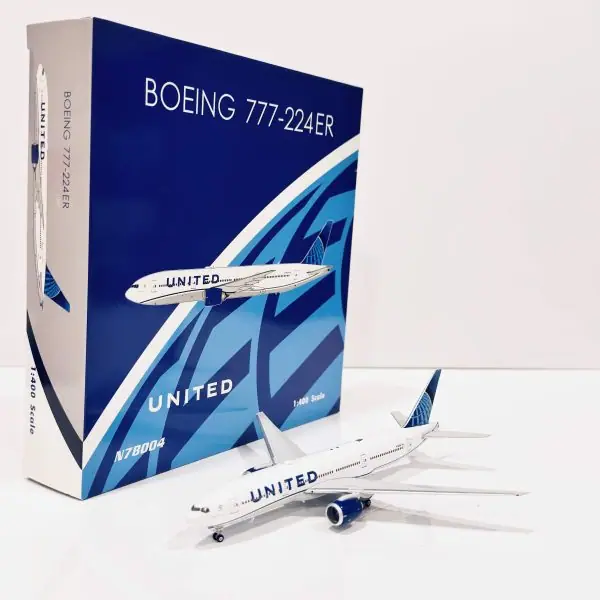 BOEING 777-224ER
UNITED
UNITED
N78004
1:400 Scale
UNITED
BOEING 777-224ER
1:400 Scale
UNITED